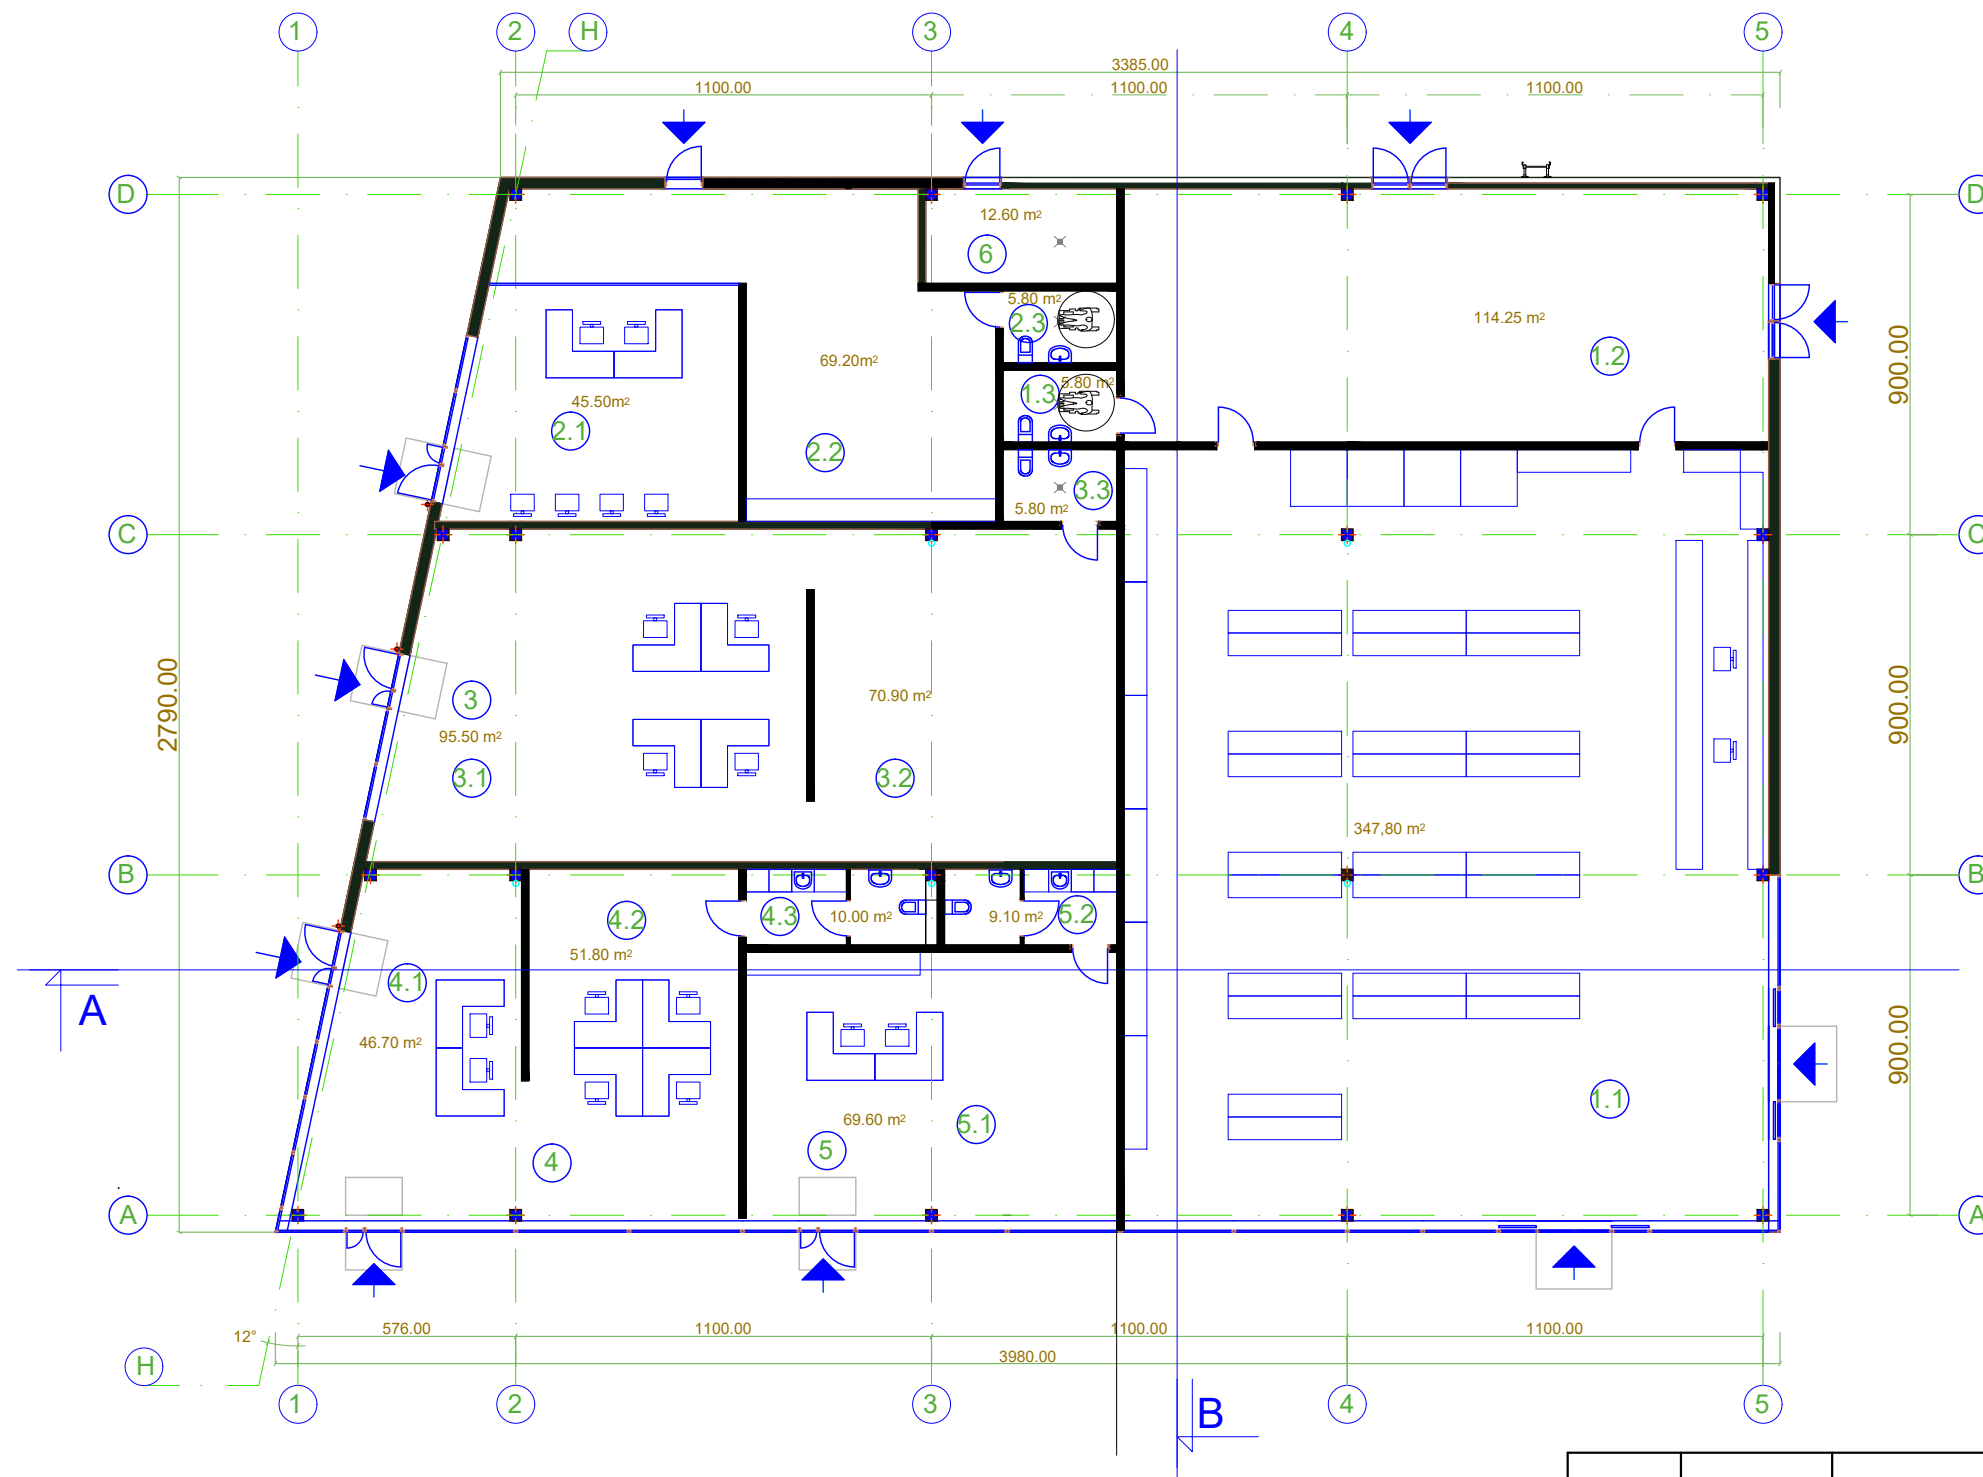 1 2 H 3 4 5
3385.00
1100.00 1100.00 1100.00
D D
12.60 m²
6
5.80 m²
2.3
114.25 m²
1.2
900.00
69.20m²
5.80 m²
1.3
45.50m²
2.1
2.2
3.3
5.80 m²
C C
2790.00
3
95.50 m²
3.1
70.90 m²
3.2
900.00
347,80 m²
B B
4.3
10.00 m²
9.10 m²
5.2
4.2
51.80 m²
4.1
46.70 m²
A
900.00
1.1
69.60 m²
5.1
5
4
A A
12°
576.00 1100.00 1100.00 1100.00
3980.00
H
1 2 3 4 5
B